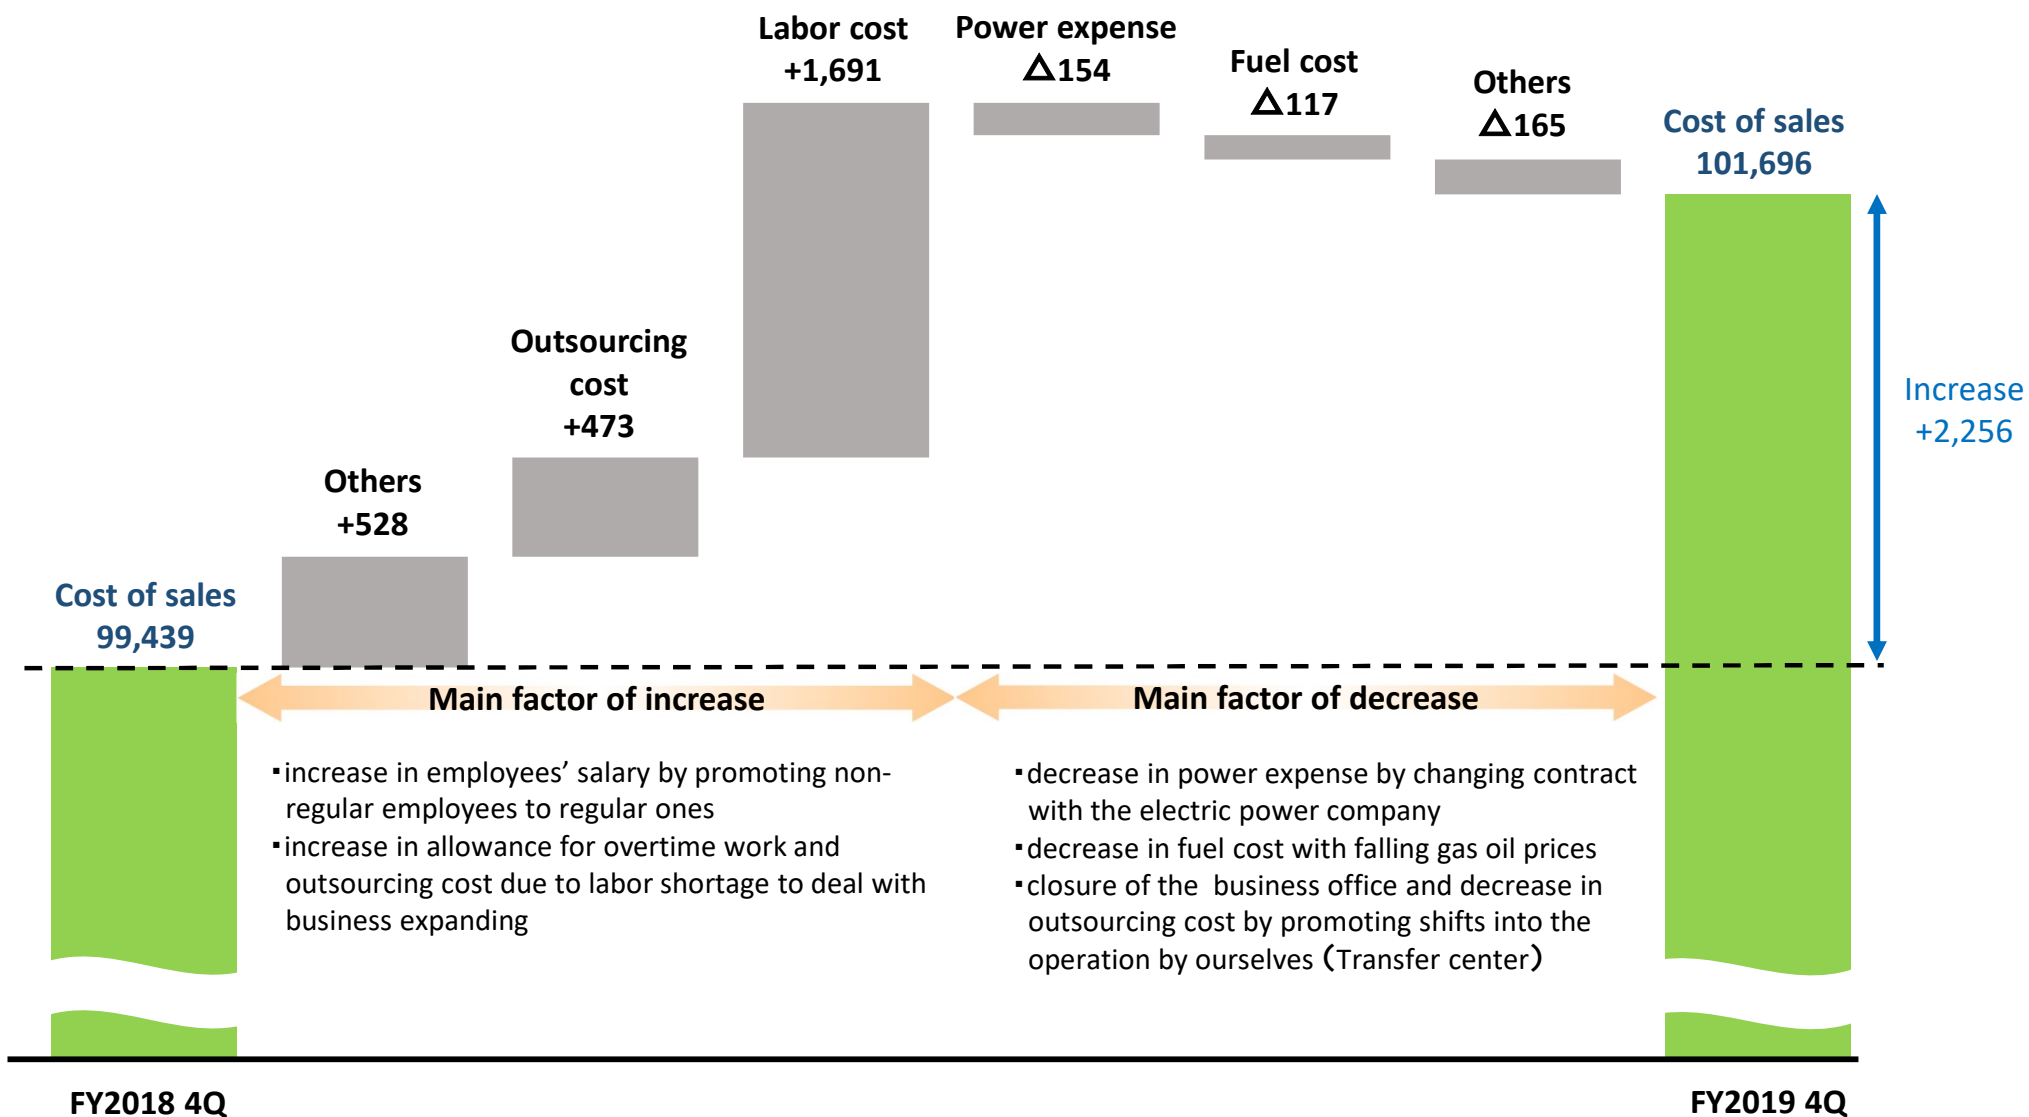 Labor cost
+1,691
Power expense
△154
Fuel cost
△117
Others
△165
Cost of sales
101,696
Increase
+2,256
Outsourcing
cost
+473
Others
+528
Cost of sales
99,439
Main factor of increase
Main factor of decrease
▪increase in employees’ salary by promoting non-
regular employees to regular ones
▪increase in allowance for overtime work and
outsourcing cost due to labor shortage to deal with
business expanding
▪decrease in power expense by changing contract
with the electric power company
▪decrease in fuel cost with falling gas oil prices
▪closure of the business office and decrease in
outsourcing cost by promoting shifts into the
operation by ourselves (Transfer center)
FY2018 4Q
FY2019 4Q